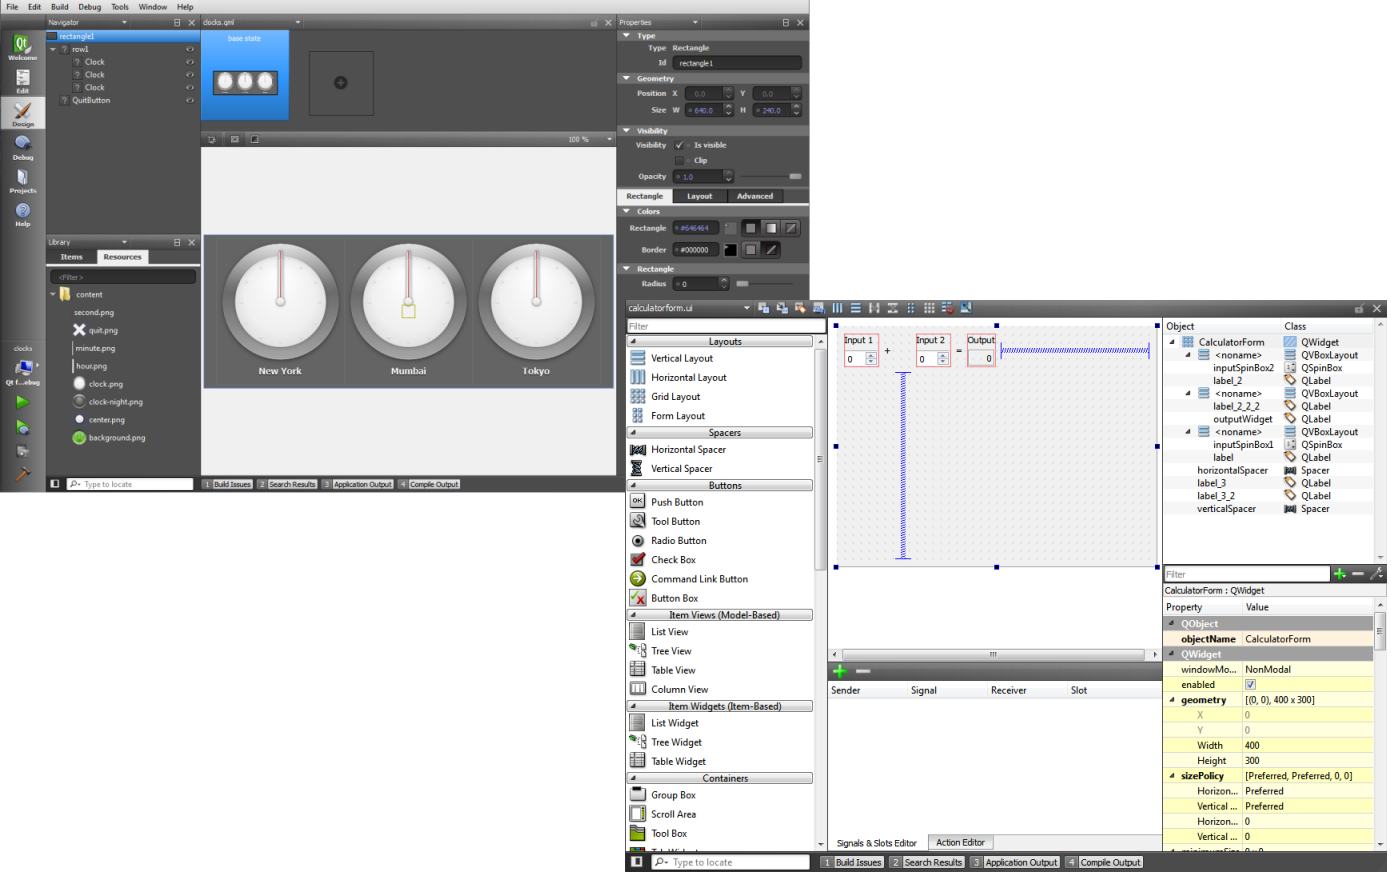 File Edit Build Debug Tools Window Help
Navigator
clocks.qml
Properties
rectangle1
row1
Clock
Clock
Clock
QuitButton
Welcome
Edit
Design
Debug
Projects
Help
base state
100 %
Type
Type Rectangle
Id rectangle1
Geometry
Position X 0.0 Y 0.0
Size W 640.0 H 240.0
Visibility
Visibility Is visible
Clip
Opacity 1.0
Rectangle Layout Advanced
Colors
Rectangle #646464
Border #000000
Rectangle
Radius 0
Library
Items Resources
<Filter>
content
second.png
quit.png
minute.png
hour.png
clock.png
clock-night.png
center.png
background.png
clocks
Qt f...ebug
New York Mumbai Tokyo
Type to locate
1 Build Issues 2 Search Results 3 Application Output 4 Compile Output
calculatorform.ui
Filter
Layouts
Vertical Layout
Horizontal Layout
Grid Layout
Form Layout
Spacers
Horizontal Spacer
Vertical Spacer
Buttons
Push Button
Tool Button
Radio Button
Check Box
Command Link Button
Button Box
Item Views (Model-Based)
List View
Tree View
Table View
Column View
Item Widgets (Item-Based)
List Widget
Tree Widget
Table Widget
Containers
Group Box
Scroll Area
Tool Box
Input 1 Input 2 Output
0 + 0 = 0
Sender Signal Receiver Slot
Signals & Slots Editor Action Editor
Object Class
CalculatorForm QWidget
<noname> QVBoxLayout
inputSpinBox2 QSpinBox
label_2 QLabel
<noname> QVBoxLayout
label_2_2_2 QLabel
outputWidget QLabel
<noname> QVBoxLayout
inputSpinBox1 QSpinBox
label QLabel
horizontalSpacer Spacer
label_3 QLabel
label_3_2 QLabel
verticalSpacer Spacer
Filter
CalculatorForm : QWidget
Property Value
QObject
objectName CalculatorForm
QWidget
windowMo... NonModal
enabled
geometry [(0, 0), 400 x 300]
X 0
Y 0
Width 400
Height 300
sizePolicy [Preferred, Preferred, 0, 0]
Horizon... Preferred
Vertical ... Preferred
Horizon... 0
Vertical ... 0
Type to locate
1 Build Issues 2 Search Results 3 Application Output 4 Compile Output